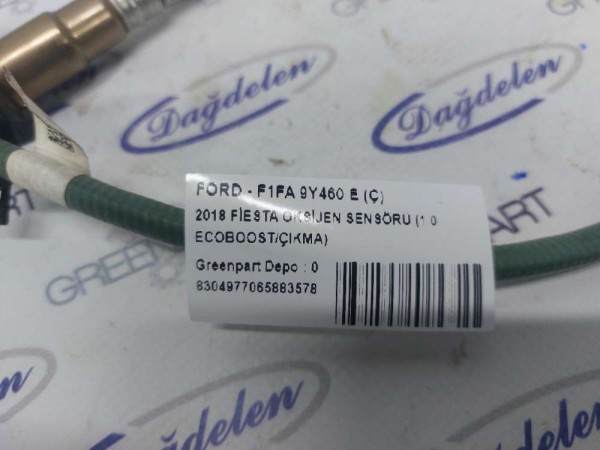 Dağdelen
Dağdelen
FORD - F1FA 9Y460 E (Ç)
2018 FİESTA OKSİJEN SENSÖRÜ (1.0
ECOBOOST/ÇIKMA)
Greenpart Depo : 0
8304977065883578
GREENPART
Dağdelen
Dağdelen